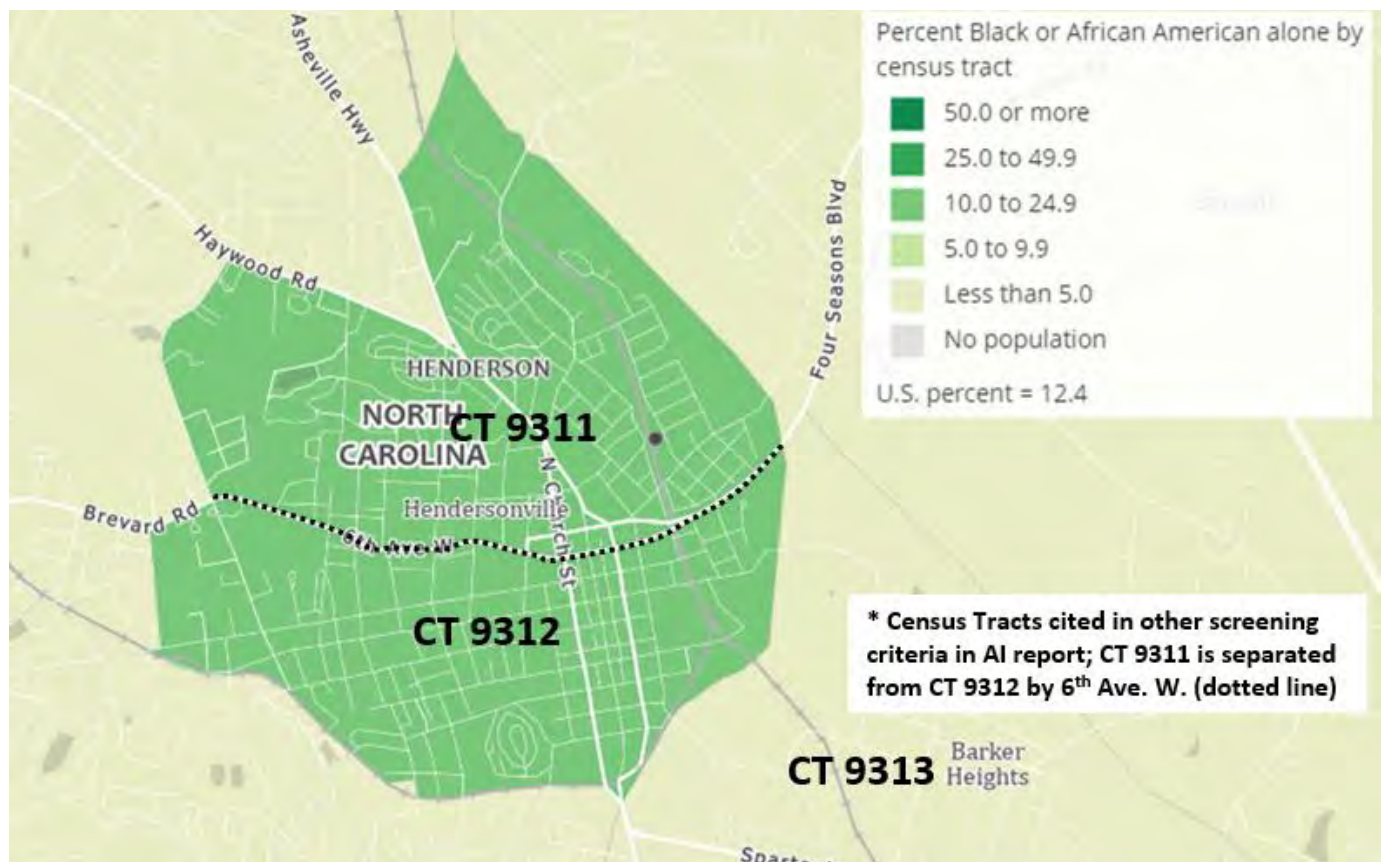 Asheville Hwy
Haywood Rd
Four Seasons Blvd
HENDERSON
NORTH
CAROLINA
CT 9311
N Church St
Hendersonville
Brevard Rd
6th Ave W
CT 9312
CT 9313
Barker
Heights
Percent Black or African American alone by
census tract
50.0 or more
25.0 to 49.9
10.0 to 24.9
5.0 to 9.9
Less than 5.0
No population
U.S. percent = 12.4
* Census Tracts cited in other screening
criteria in AI report; CT 9311 is separated
from CT 9312 by 6th Ave. W. (dotted line)